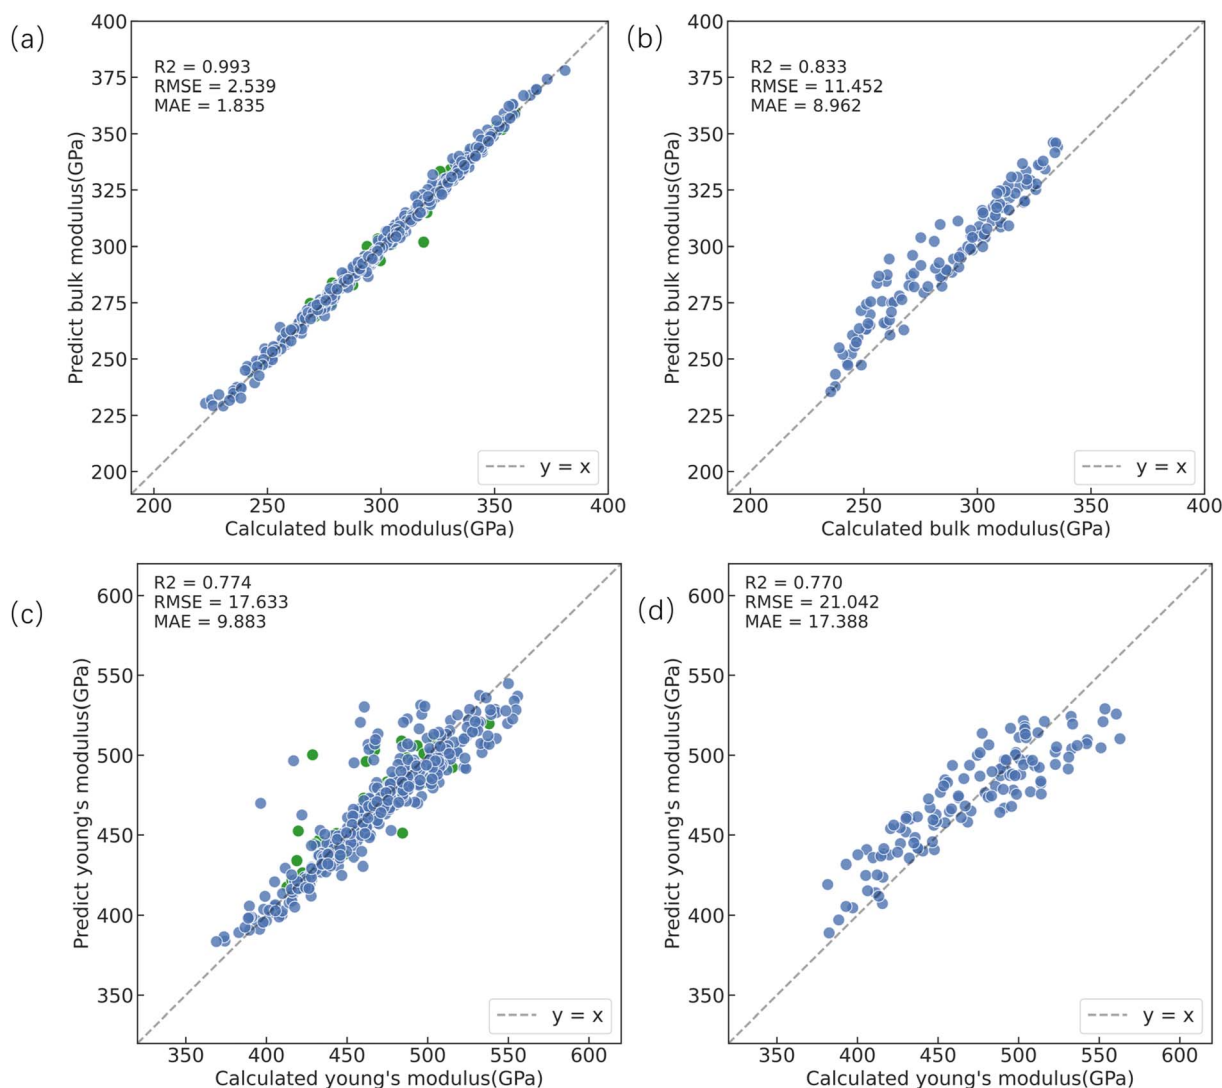 (a)
R2 = 0.993
RMSE = 2.539
MAE = 1.835
400
375
350
325
300
275
250
225
200
Predict bulk modulus(GPa)
y = x
200
250
300
350
400
Calculated bulk modulus(GPa)
(b)
R2 = 0.833
RMSE = 11.452
MAE = 8.962
400
375
350
325
300
275
250
225
200
Predict bulk modulus(GPa)
y = x
200
250
300
350
400
Calculated bulk modulus(GPa)
(c)
R2 = 0.774
RMSE = 17.633
MAE = 9.883
600
550
500
450
400
350
Predict young's modulus(GPa)
y = x
350
400
450
500
550
600
Calculated young's modulus(GPa)
(d)
R2 = 0.770
RMSE = 21.042
MAE = 17.388
600
550
500
450
400
350
Predict young's modulus(GPa)
y = x
350
400
450
500
550
600
Calculated young's modulus(GPa)